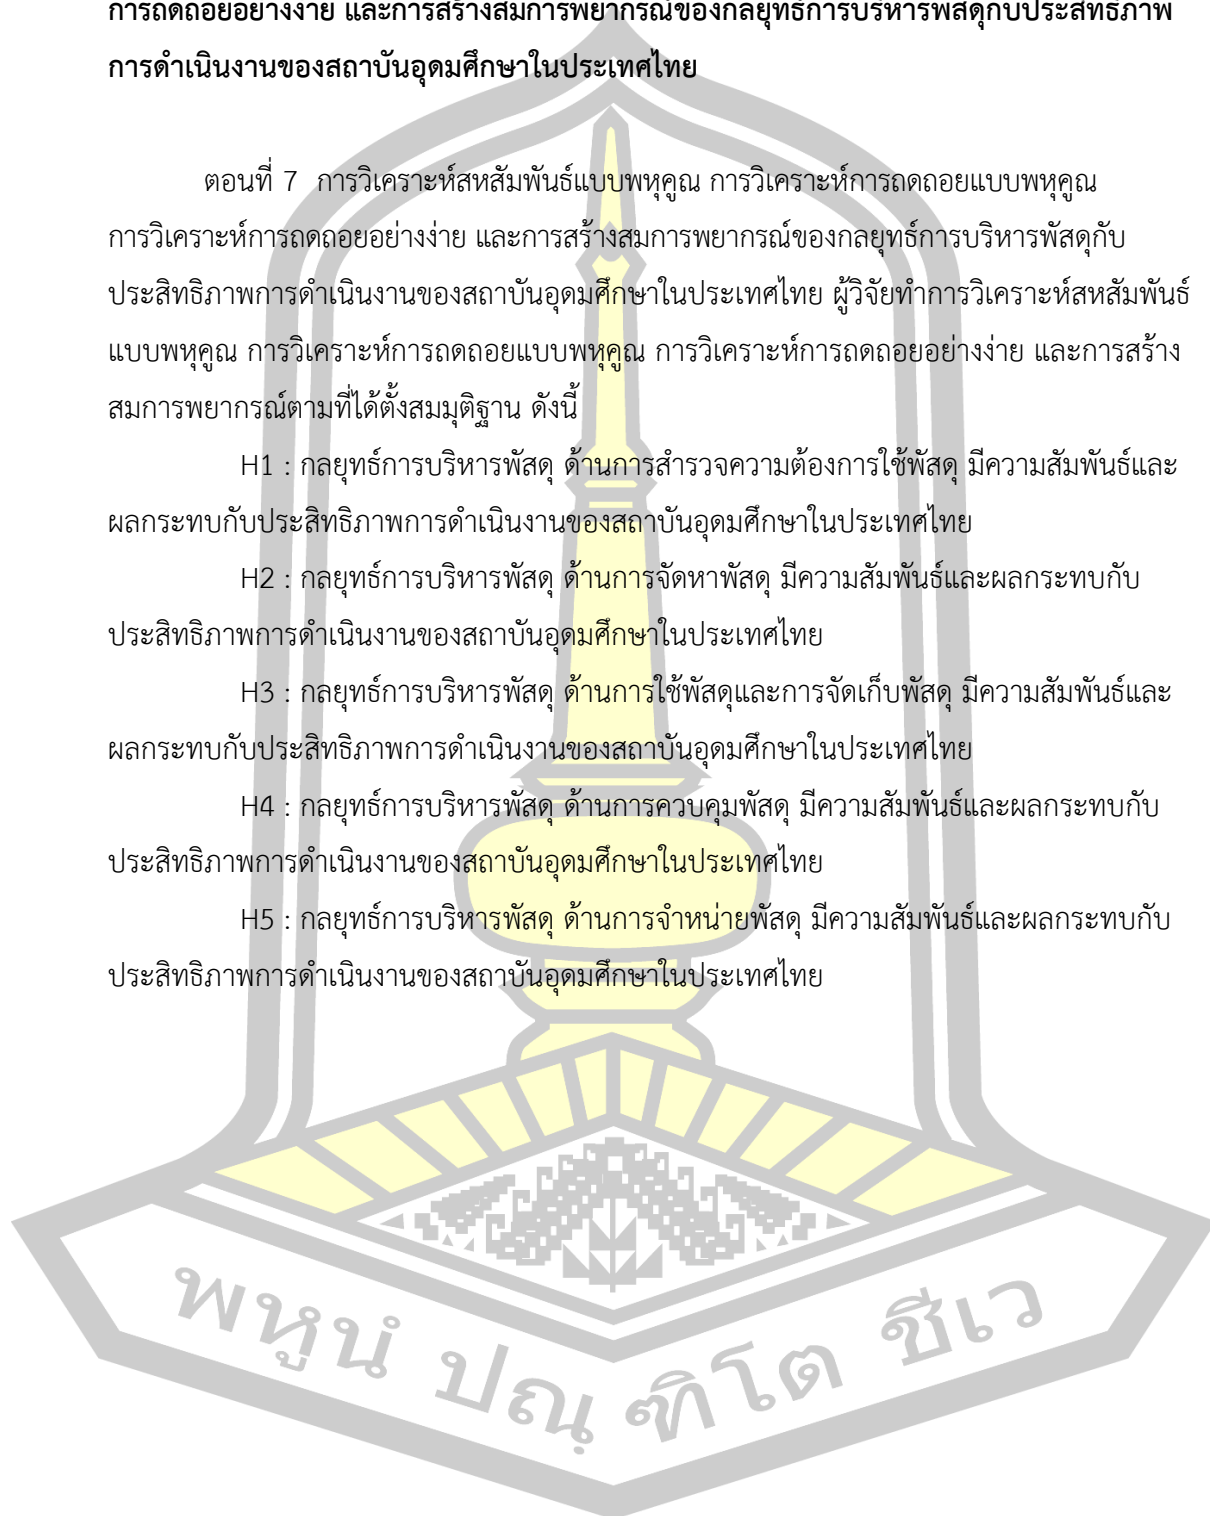 การถดถอยอย่างง่าย และการสร้างสมการพยากรณ์ของกลยุทธ์การบริหารพัสดุกับประสิทธิภาพ
การดำเนินงานของสถาบันอุดมศึกษาในประเทศไทย
ตอนที่ 7 การวิเคราะห์สหสัมพันธ์แบบพหุคูณ การวิเคราะห์การถดถอยแบบพหุคูณ
การวิเคราะห์การถดถอยอย่างง่าย และการสร้างสมการพยากรณ์ของกลยุทธ์การบริหารพัสดุกับ
ประสิทธิภาพการดำเนินงานของสถาบันอุดมศึกษาในประเทศไทย ผู้วิจัยทำการวิเคราะห์สหสัมพันธ์
แบบพหุคูณ การวิเคราะห์การถดถอยแบบพหุคูณ การวิเคราะห์การถดถอยอย่างง่าย และการสร้าง
สมการพยากรณ์ตามที่ได้ตั้งสมมุติฐาน ดังนี้
H1 : กลยุทธ์การบริหารพัสดุ ด้านการสำรวจความต้องการใช้พัสดุ มีความสัมพันธ์และ
ผลกระทบกับประสิทธิภาพการดำเนินงานของสถาบันอุดมศึกษาในประเทศไทย
H2 : กลยุทธ์การบริหารพัสดุ ด้านการจัดหาพัสดุ มีความสัมพันธ์และผลกระทบกับ
ประสิทธิภาพการดำเนินงานของสถาบันอุดมศึกษาในประเทศไทย
H3 : กลยุทธ์การบริหารพัสดุ ด้านการใช้พัสดุและการจัดเก็บพัสดุ มีความสัมพันธ์และ
ผลกระทบกับประสิทธิภาพการดำเนินงานของสถาบันอุดมศึกษาในประเทศไทย
H4 : กลยุทธ์การบริหารพัสดุ ด้านการควบคุมพัสดุ มีความสัมพันธ์และผลกระทบกับ
ประสิทธิภาพการดำเนินงานของสถาบันอุดมศึกษาในประเทศไทย
H5 : กลยุทธ์การบริหารพัสดุ ด้านการจำหน่ายพัสดุ มีความสัมพันธ์และผลกระทบกับ
ประสิทธิภาพการดำเนินงานของสถาบันอุดมศึกษาในประเทศไทย
พหูนํ ปณฺฑิโต ชีเว